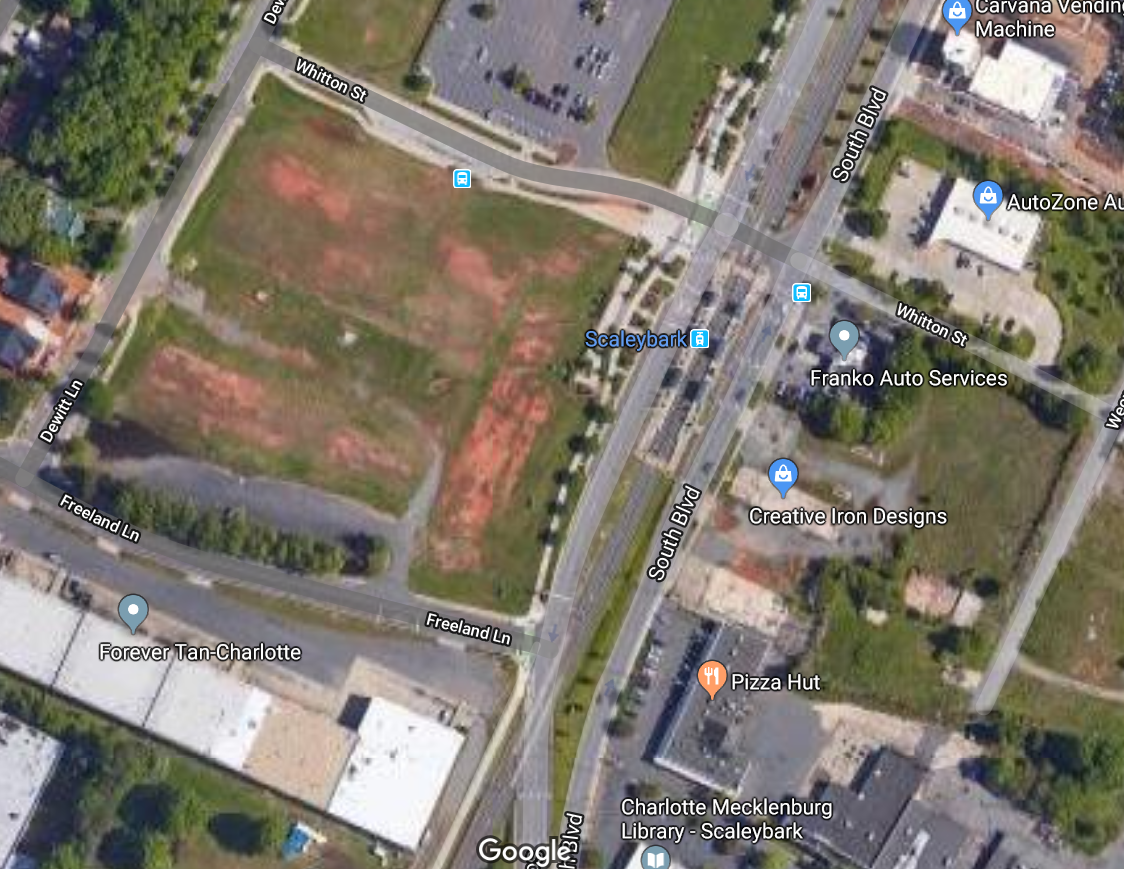 Carvana Vending
Machine
Whitton St
South Blvd
AutoZone Au
Whitton St
Scaleybark
Franko Auto Services
Dewitt Ln
South Blvd
Creative Iron Designs
Freeland Ln
Freeland Ln
Forever Tan-Charlotte
Pizza Hut
Charlotte Mecklenburg
Library - Scaleybark
Google